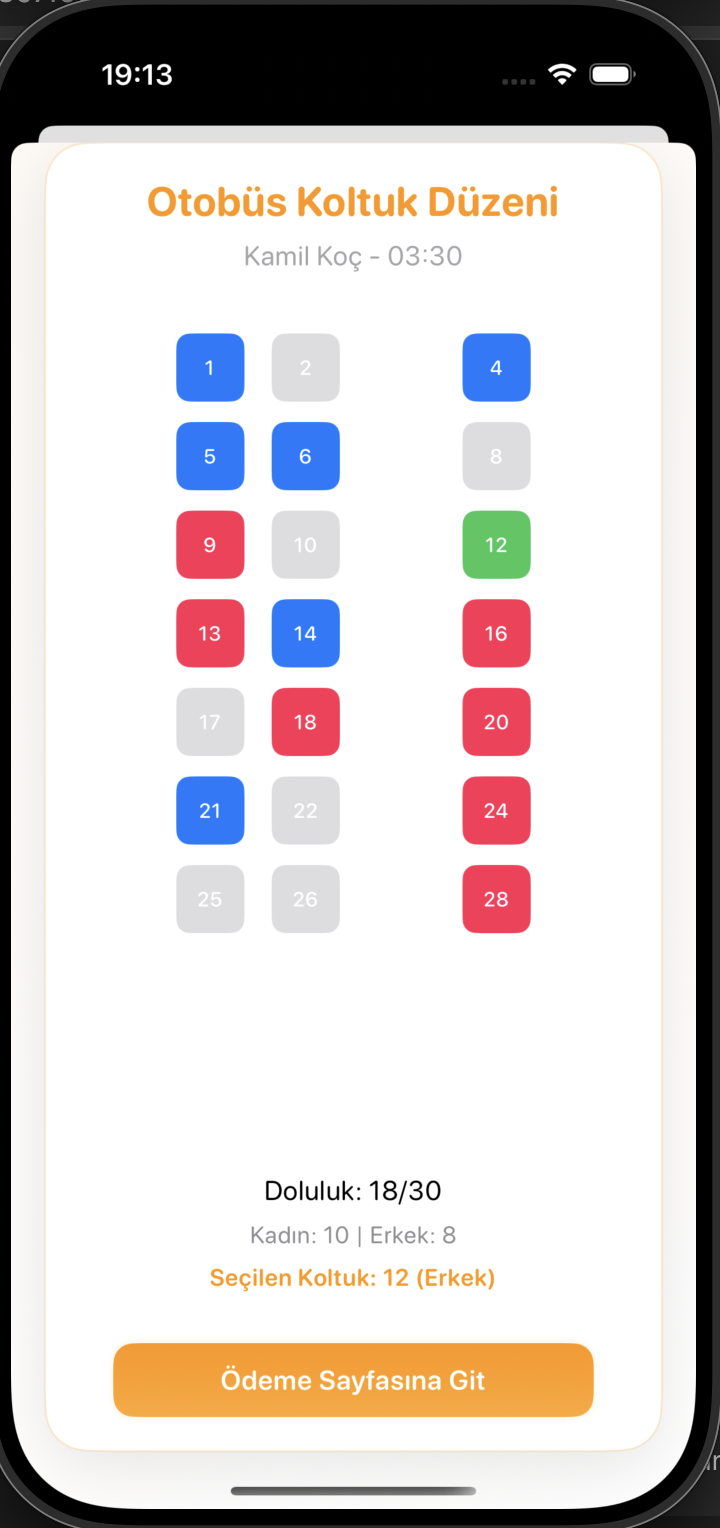 19:13
Otobüs Koltuk Düzeni
Kamil Koç - 03:30
1 2 4
5 6 8
9 10 12
13 14 16
17 18 20
21 22 24
25 26 28
Doluluk: 18/30
Kadın: 10 | Erkek: 8
Seçilen Koltuk: 12 (Erkek)
Ödeme Sayfasına Git